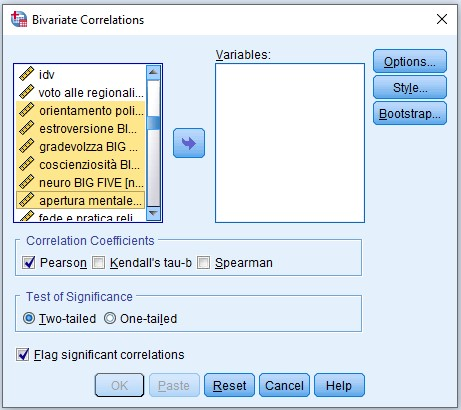 Bivariate Correlations
Variables:
idv
voto alle regionali...
orientamento poli...
estroversione BI...
gradevolzza BIG ...
coscienziosità BI...
neuro BIG FIVE [n...
apertura mentale...
fede e pratica reli...
Options...
Style...
Bootstrap...
Correlation Coefficients
Pearson Kendall's tau-b Spearman
Test of Significance
Two-tailed One-tailed
Flag significant correlations
OK Paste Reset Cancel Help